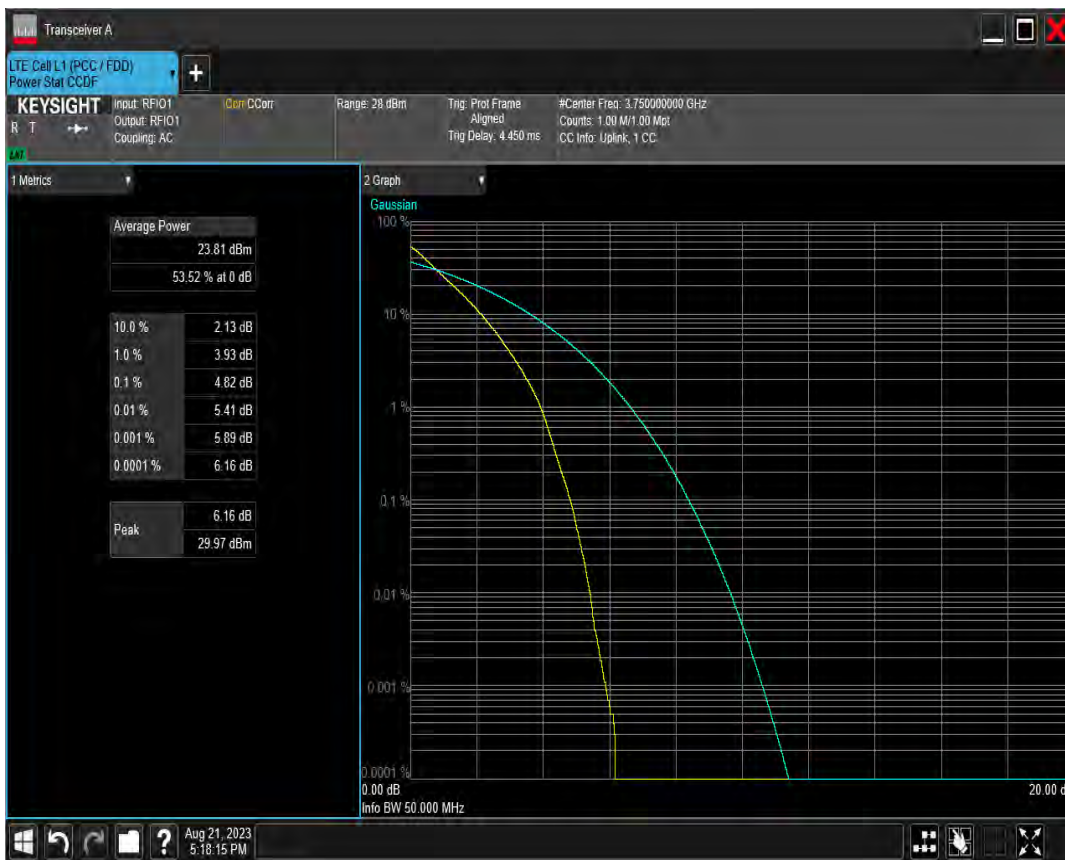 Transceiver A
LTE Cell L1 (PCC / FDD)
Power Stat CCDF
+
KEYSIGHT
R T
LNI
Input: RFIO1
Output: RFIO1
Coupling: AC
Corr CCorr
Range: 28 dBm
Trig: Prot Frame
Aligned
Trig Delay: 4.450 ms
#Center Freq: 3.750000000 GHz
Counts: 1.00 M/1.00 Mpt
CC Info: Uplink, 1 CC
1 Metrics
Average Power
23.81 dBm
53.52 % at 0 dB
10.0 % 2.13 dB
1.0 % 3.93 dB
0.1 % 4.82 dB
0.01 % 5.41 dB
0.001 % 5.89 dB
0.0001 % 6.16 dB
Peak
6.16 dB
29.97 dBm
2 Graph
Gaussian
100 %
10 %
1 %
0.1 %
0.01 %
0.001 %
0.0001 %
0.00 dB
20.00 d
Info BW 50.000 MHz
?
Aug 21, 2023
5:18:15 PM